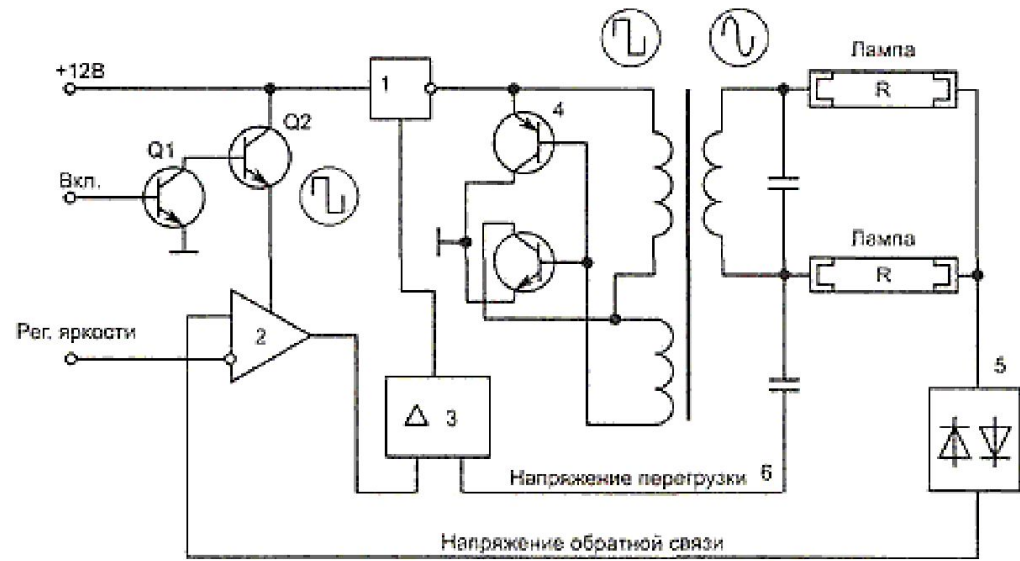 Лампа
+12В
1
R
4
Q2
Q1
Вкл.
Лампа
R
Рег. яркости
2
5
3
Напряжение перегрузки 6
Напряжение обратной связи